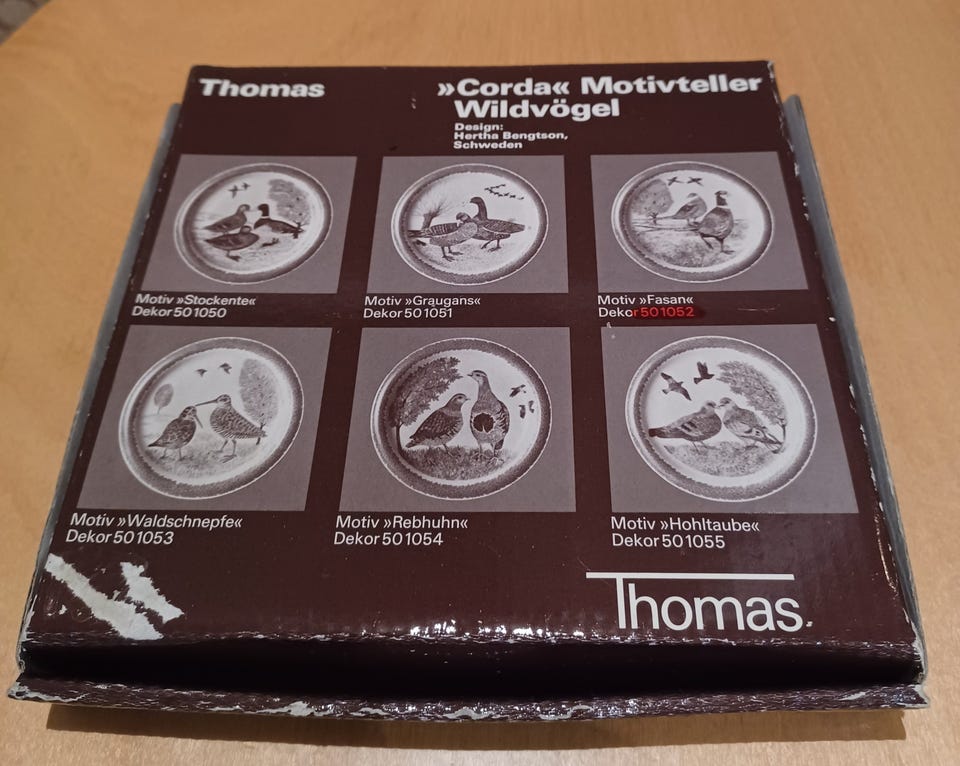 Thomas
»Corda« Motivteller
Wildvögel
Design:
Hertha Bengtson,
Schweden
Motiv »Stockente«
Dekor 501050
Motiv »Graugans«
Dekor 501051
Motiv »Fasan«
Dekor 501052
Motiv »Waldschnepfe«
Dekor 501053
Motiv »Rebhuhn«
Dekor 501054
Motiv »Hohltaube«
Dekor 501055
Thomas